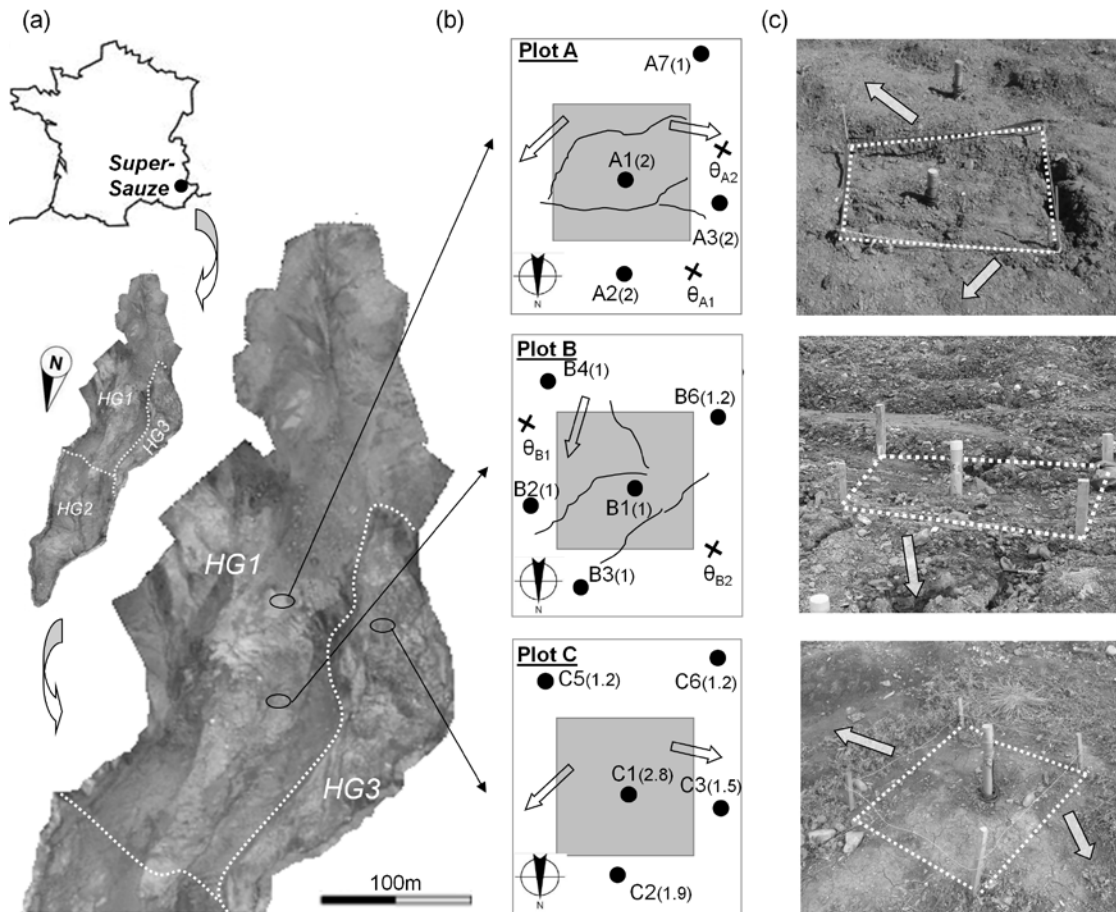 (a)
Super-
Sauze
N
HG1
HG3
HG2
HG1
HG3
100m
(b)
Plot A
A7(1)
A1(2)
θA2
A3(2)
A2(2)
θA1
N
Plot B
B4(1)
B6(1.2)
θB1
B2(1)
B1(1)
B3(1)
θB2
N
Plot C
C5(1.2)
C6(1.2)
C1(2.8)
C3(1.5)
C2(1.9)
N
(c)